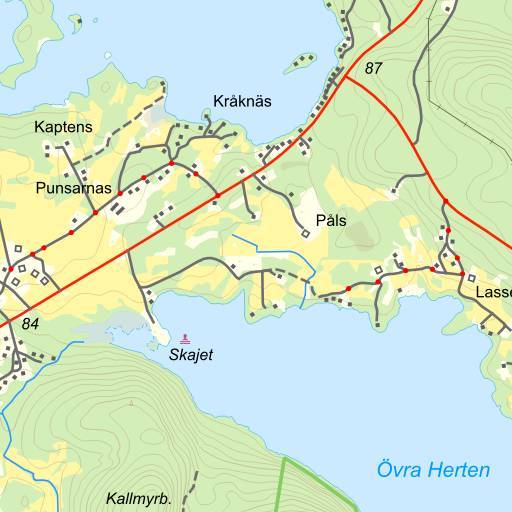 87
Kråknäs
Kaptens
Punsarnas
Påls
Lasse
84
Skajet
Övra Herten
Kallmyrb.